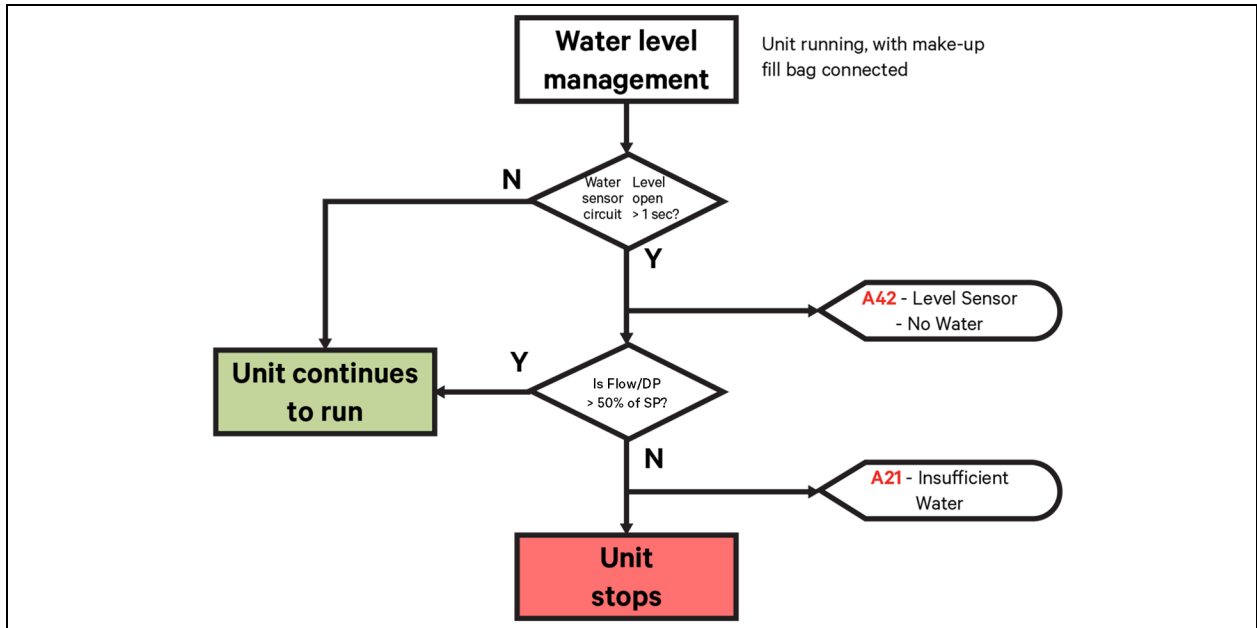 Water level
management
Unit running, with make-up
fill bag connected
N
Water Level
sensor open
circuit > 1 sec?
Y
A42 - Level Sensor
- No Water
Unit continues
to run
Y
Is Flow/DP
> 50% of SP?
N
A21 - Insufficient
Water
Unit
stops